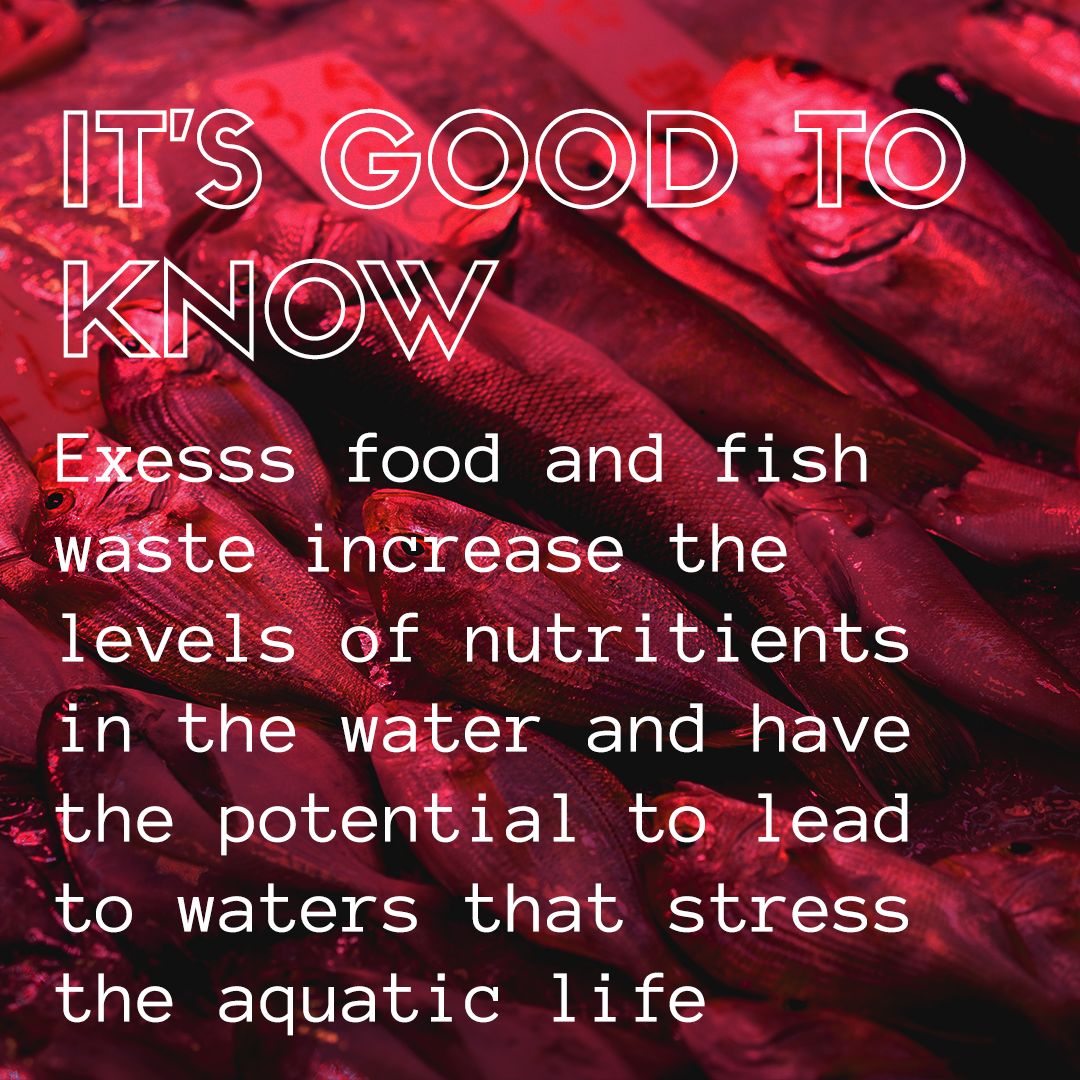 IT'S GOOD TO
KNOW
Exesss food and fish
waste increase the
levels of nutritients
in the water and have
the potential to lead
to waters that stress
the aquatic life